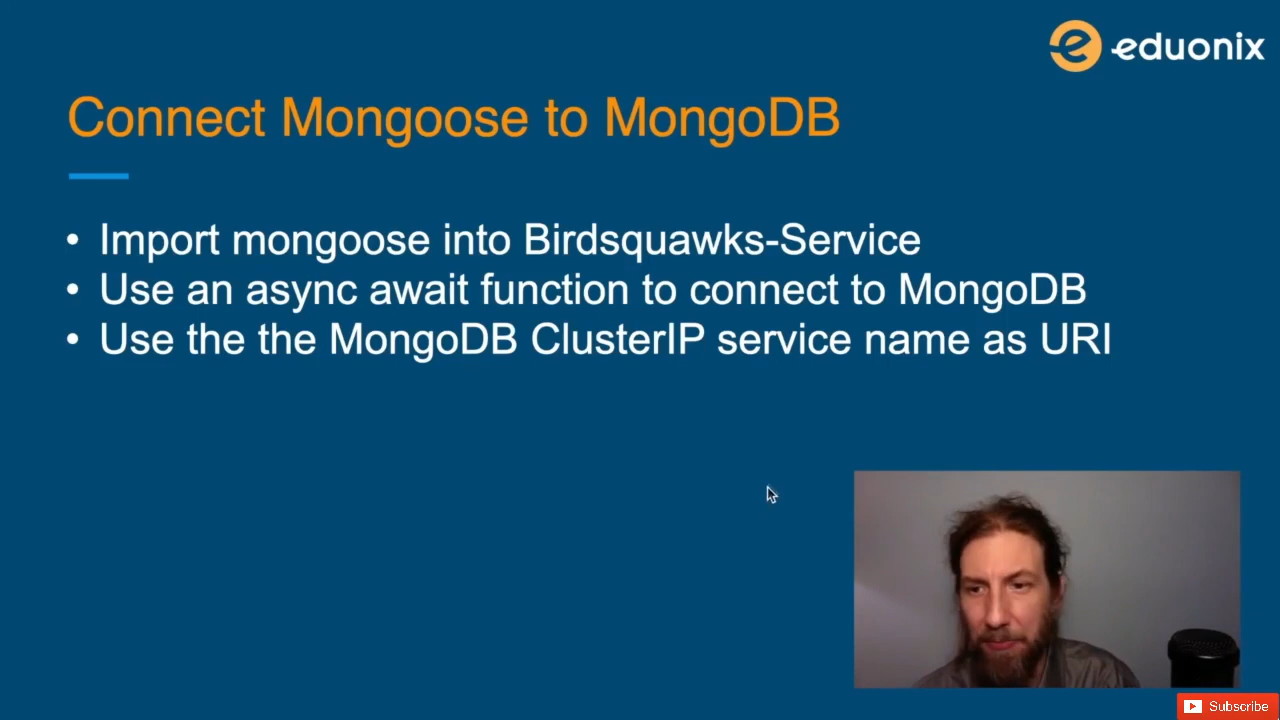 eduonix
Connect Mongoose to MongoDB
• Import mongoose into Birdsquawks-Service
• Use an async await function to connect to MongoDB
• Use the the MongoDB ClusterIP service name as URI
Subscribe